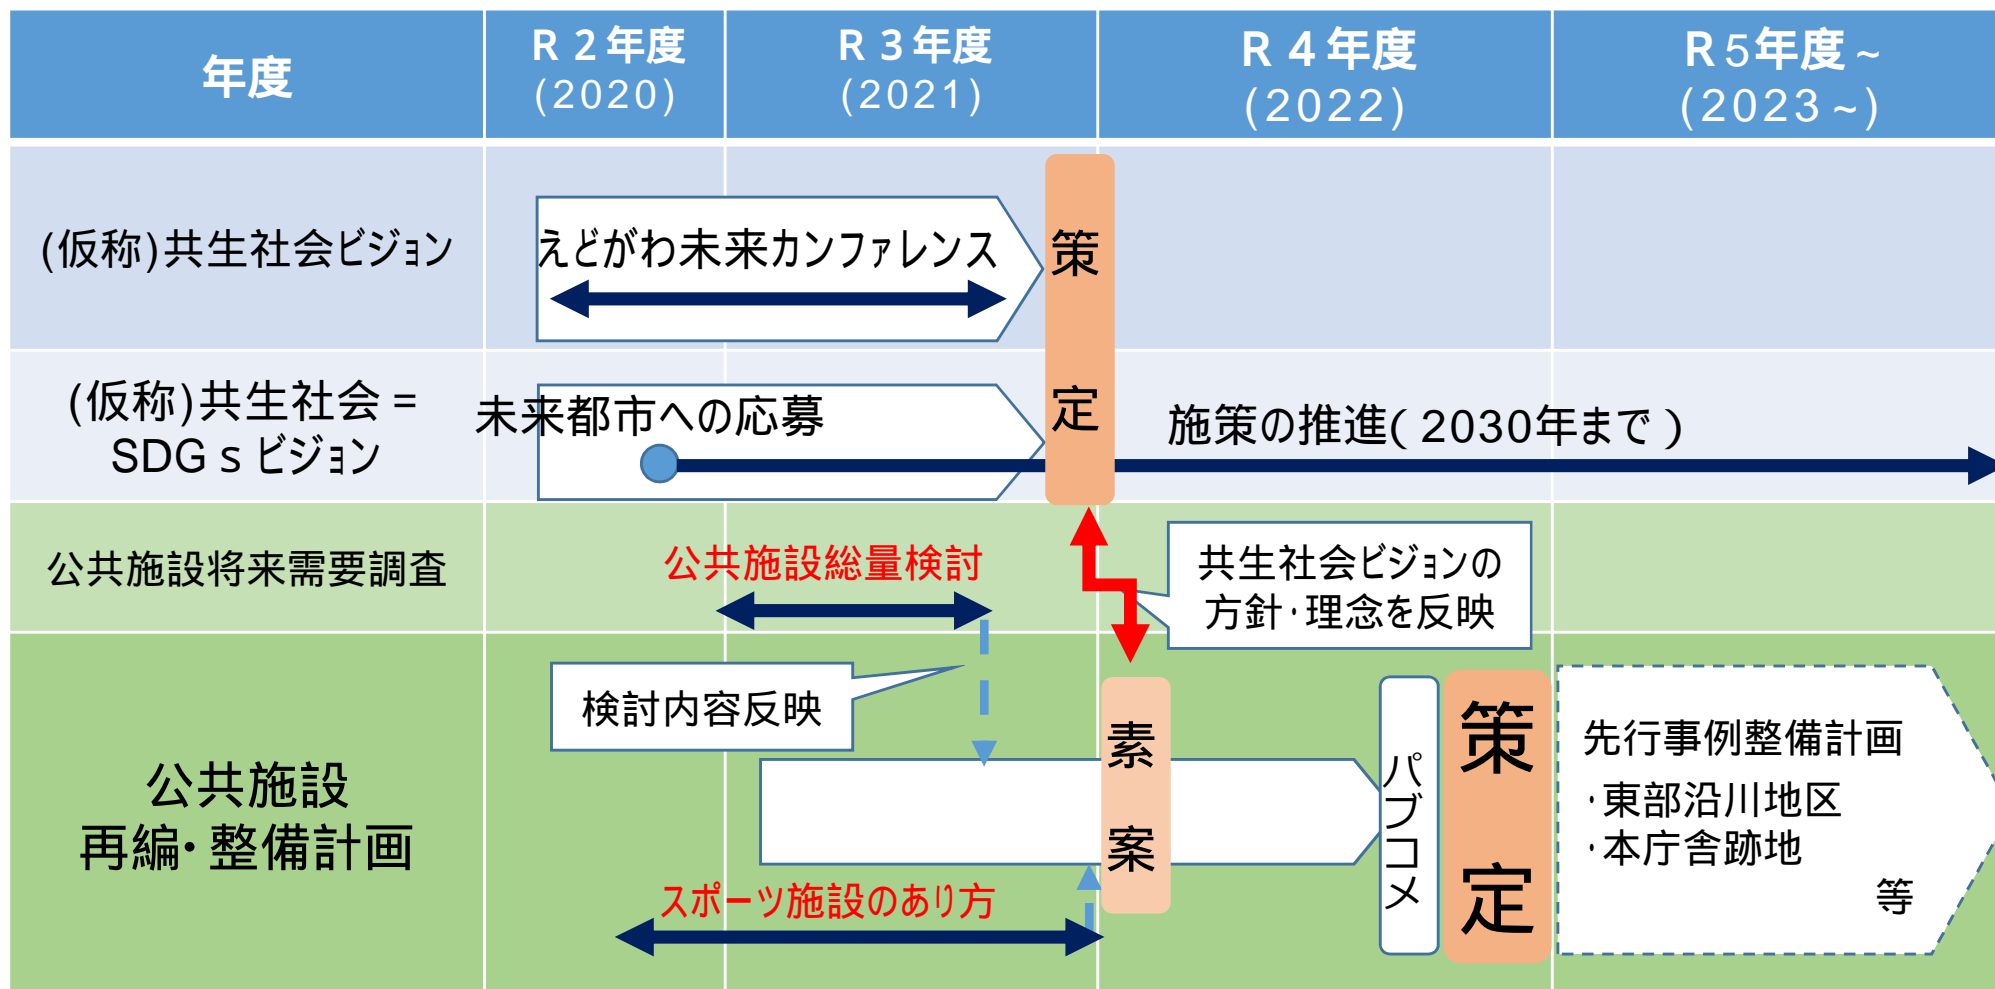 年度
R２年度
(2020)
R３年度
(2021)
R４年度
(2022)
R5年度~
(2023~)
(仮称)共生社会ビジョン
えどがわ未来カンファレンス
策
定
(仮称)共生社会=
SDGｓビジョン
未来都市への応募
施策の推進(2030年まで)
公共施設将来需要調査
公共施設総量検討
共生社会ビジョンの
方針･理念を反映
検討内容反映
公共施設
再編･整備計画
素
案
スポーツ施設のあり方
パブコメ
策
定
先行事例整備計画
･東部沿川地区
･本庁舎跡地
等